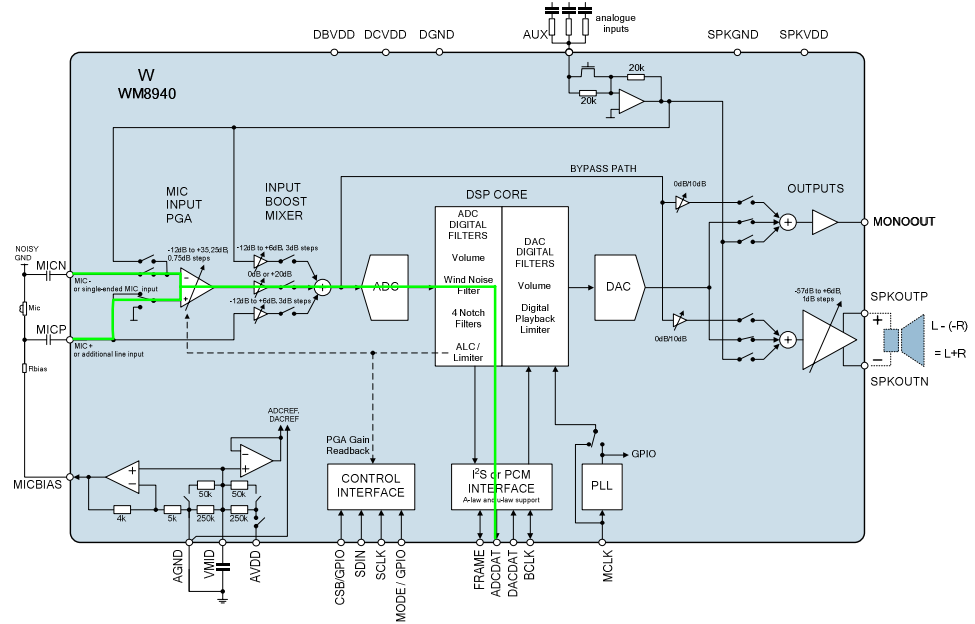 analogue
inputs
AUX
DBVDD
DCVDD
DGND
SPKGND
SPKVDD
W
WM8940
20k
20k
BYPASS PATH
MIC
INPUT
PGA
INPUT
BOOST
MIXER
DSP CORE
0dB/10dB
OUTPUTS
MONOOUT
NOISY
GND
MICN
MIC -
or single-ended MIC input
-12dB to +35,25dB,
0.75dB steps
-
+
-12dB to +6dB, 3dB steps
0dB or +20dB
-12dB to +6dB, 3dB steps
+
ADC
ADC
DIGITAL
FILTERS
Volume
Wind Noise
Filter
4 Notch
Filters
ALC /
Limiter
DAC
DIGITAL
FILTERS
Volume
Digital
Playback
Limiter
DAC
+
+
0dB/10dB
-57dB to +6dB,
1dB steps
SPKOUTP
+
−
L - (-R)
= L+R
SPKOUTN
Mic
MICP
MIC +
or additional line input
Rbias
ADCREF,
DACREF
PGA Gain
Readback
GPIO
MICBIAS
+
−
−
+
50k
50k
4k
5k
250k
250k
CONTROL
INTERFACE
I2S or PCM
INTERFACE
A-law and u-law support
PLL
AGND
VMID
AVDD
CSB/GPIO
SDIN
SCLK
MODE / GPIO
FRAME
ADCDAT
DACDAT
BCLK
MCLK